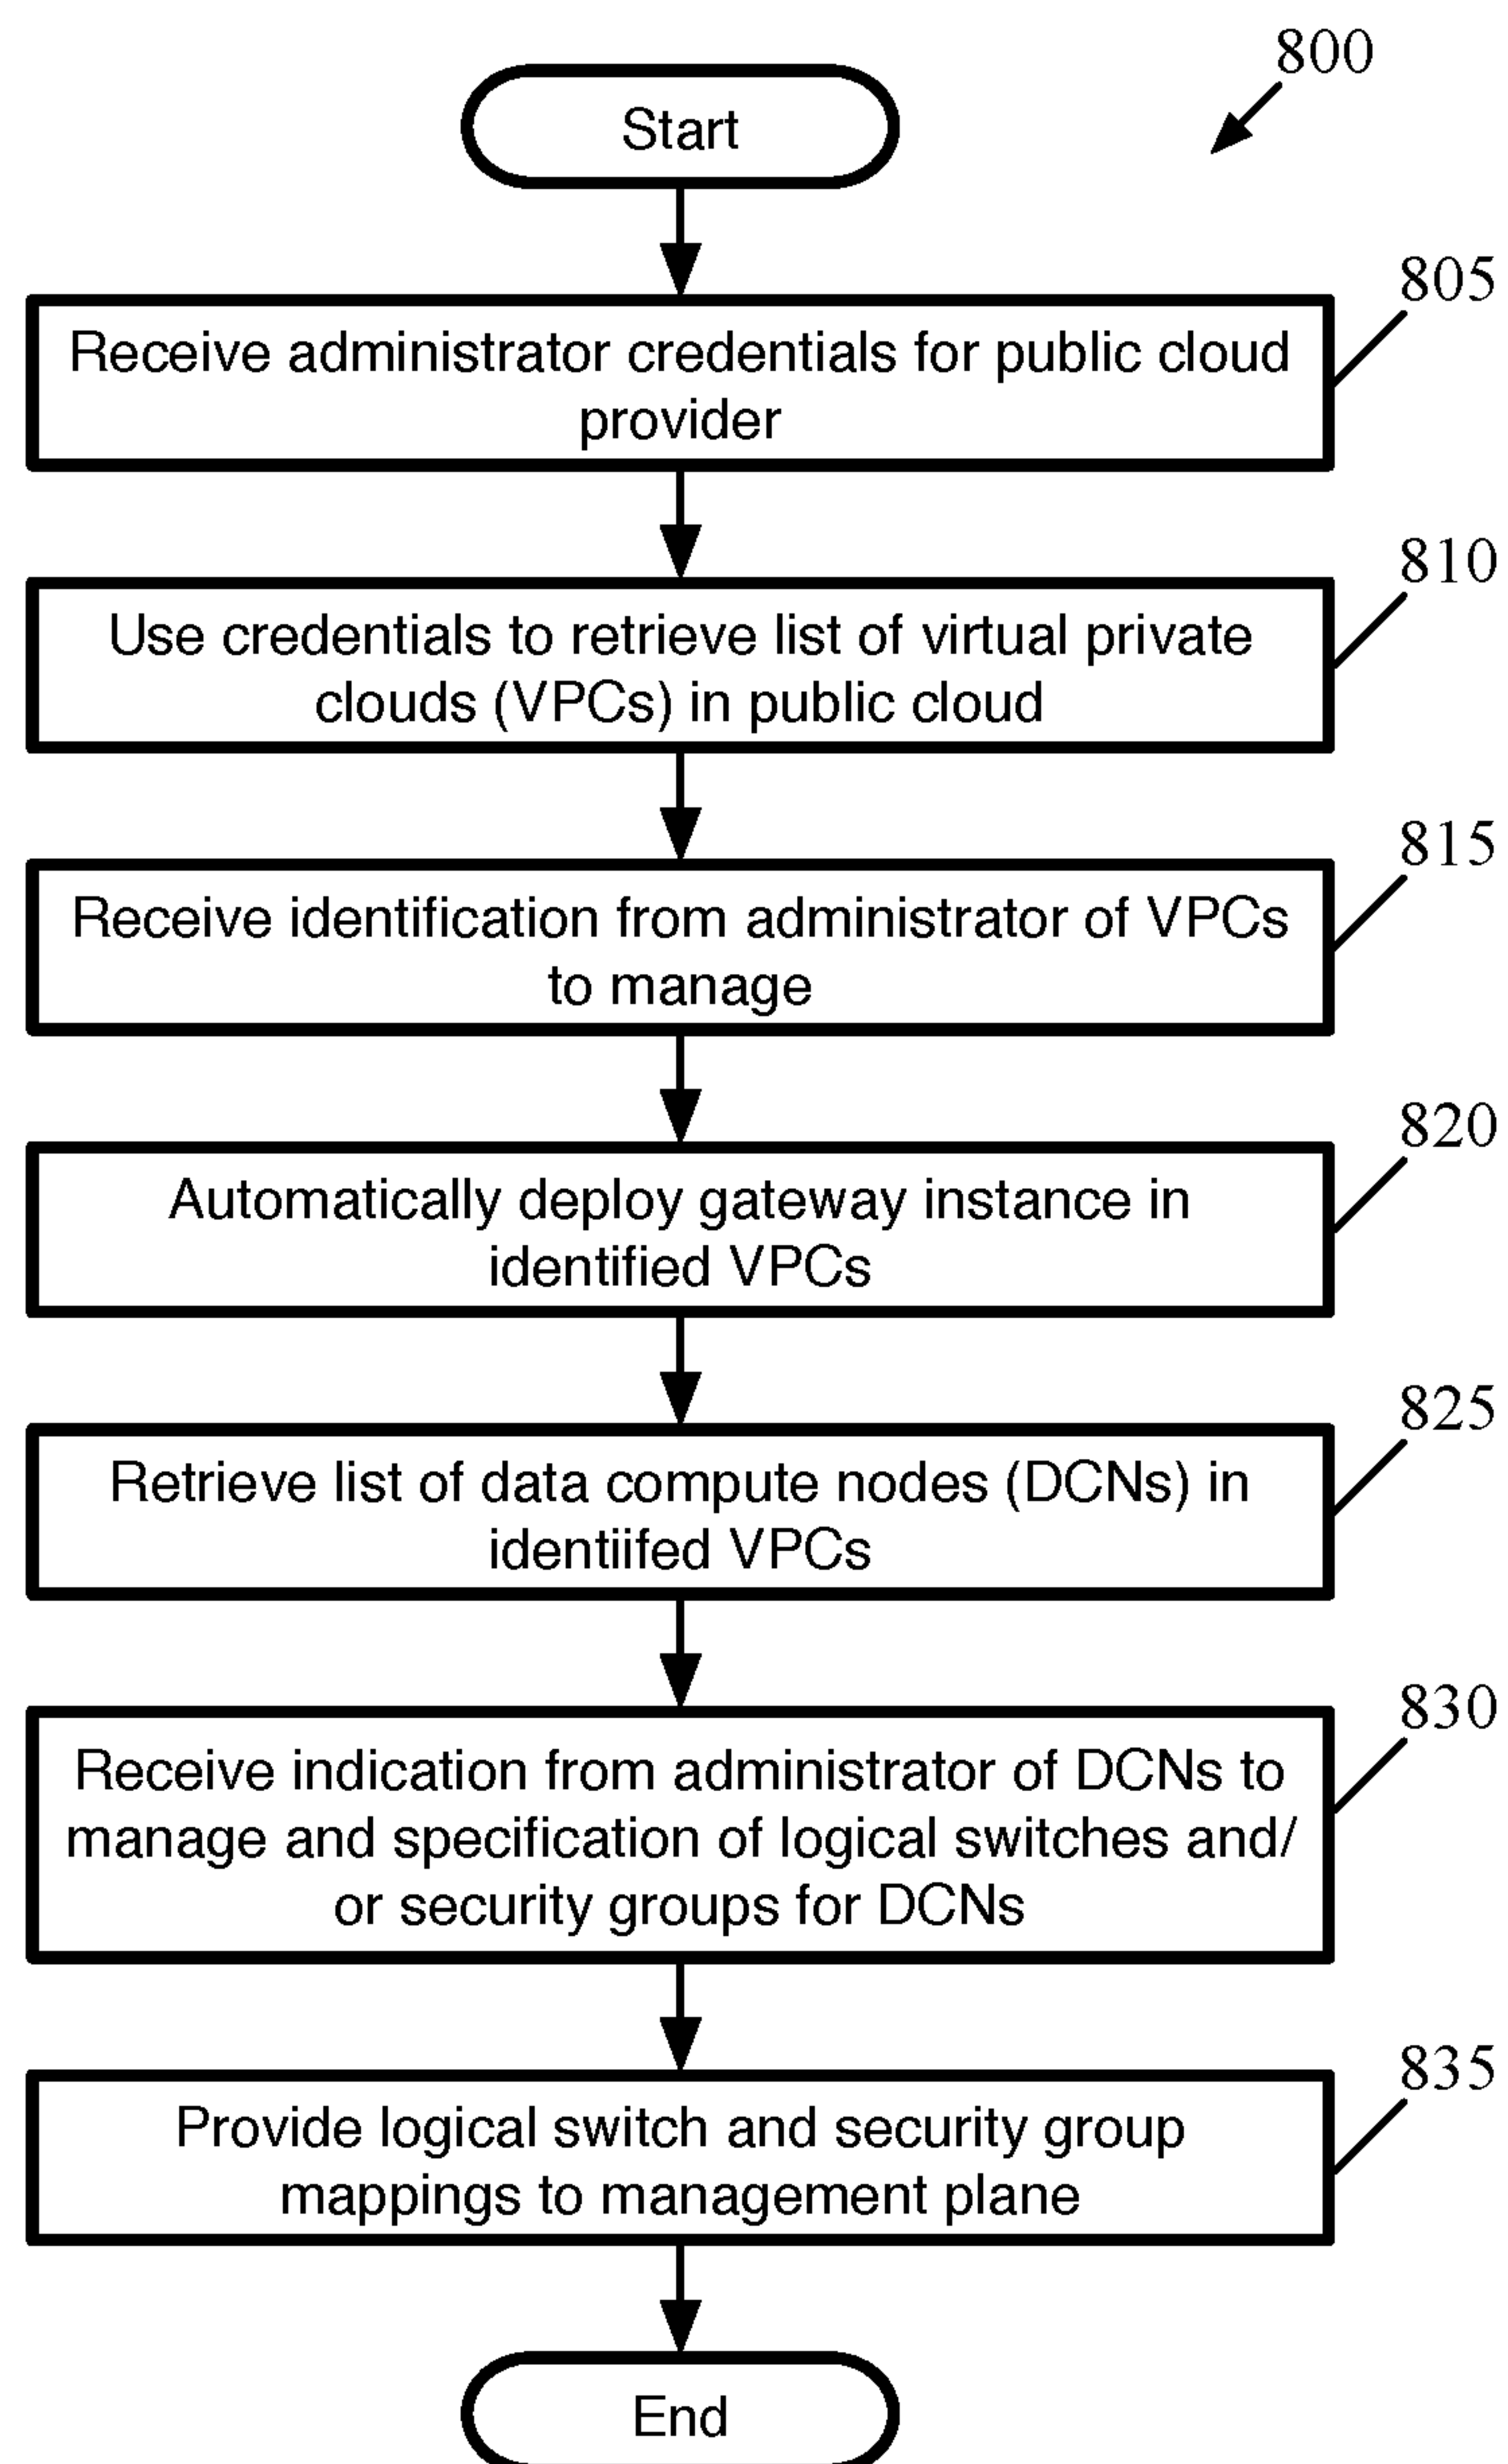 800
Start
805
Receive administrator credentials for public cloud
provider
810
Use credentials to retrieve list of virtual private
clouds (VPCs) in public cloud
815
Receive identification from administrator of VPCs
to manage
820
Automatically deploy gateway instance in
identified VPCs
825
Retrieve list of data compute nodes (DCNs) in
identiifed VPCs
830
Receive indication from administrator of DCNs to
manage and specification of logical switches and/
or security groups for DCNs
835
Provide logical switch and security group
mappings to management plane
End